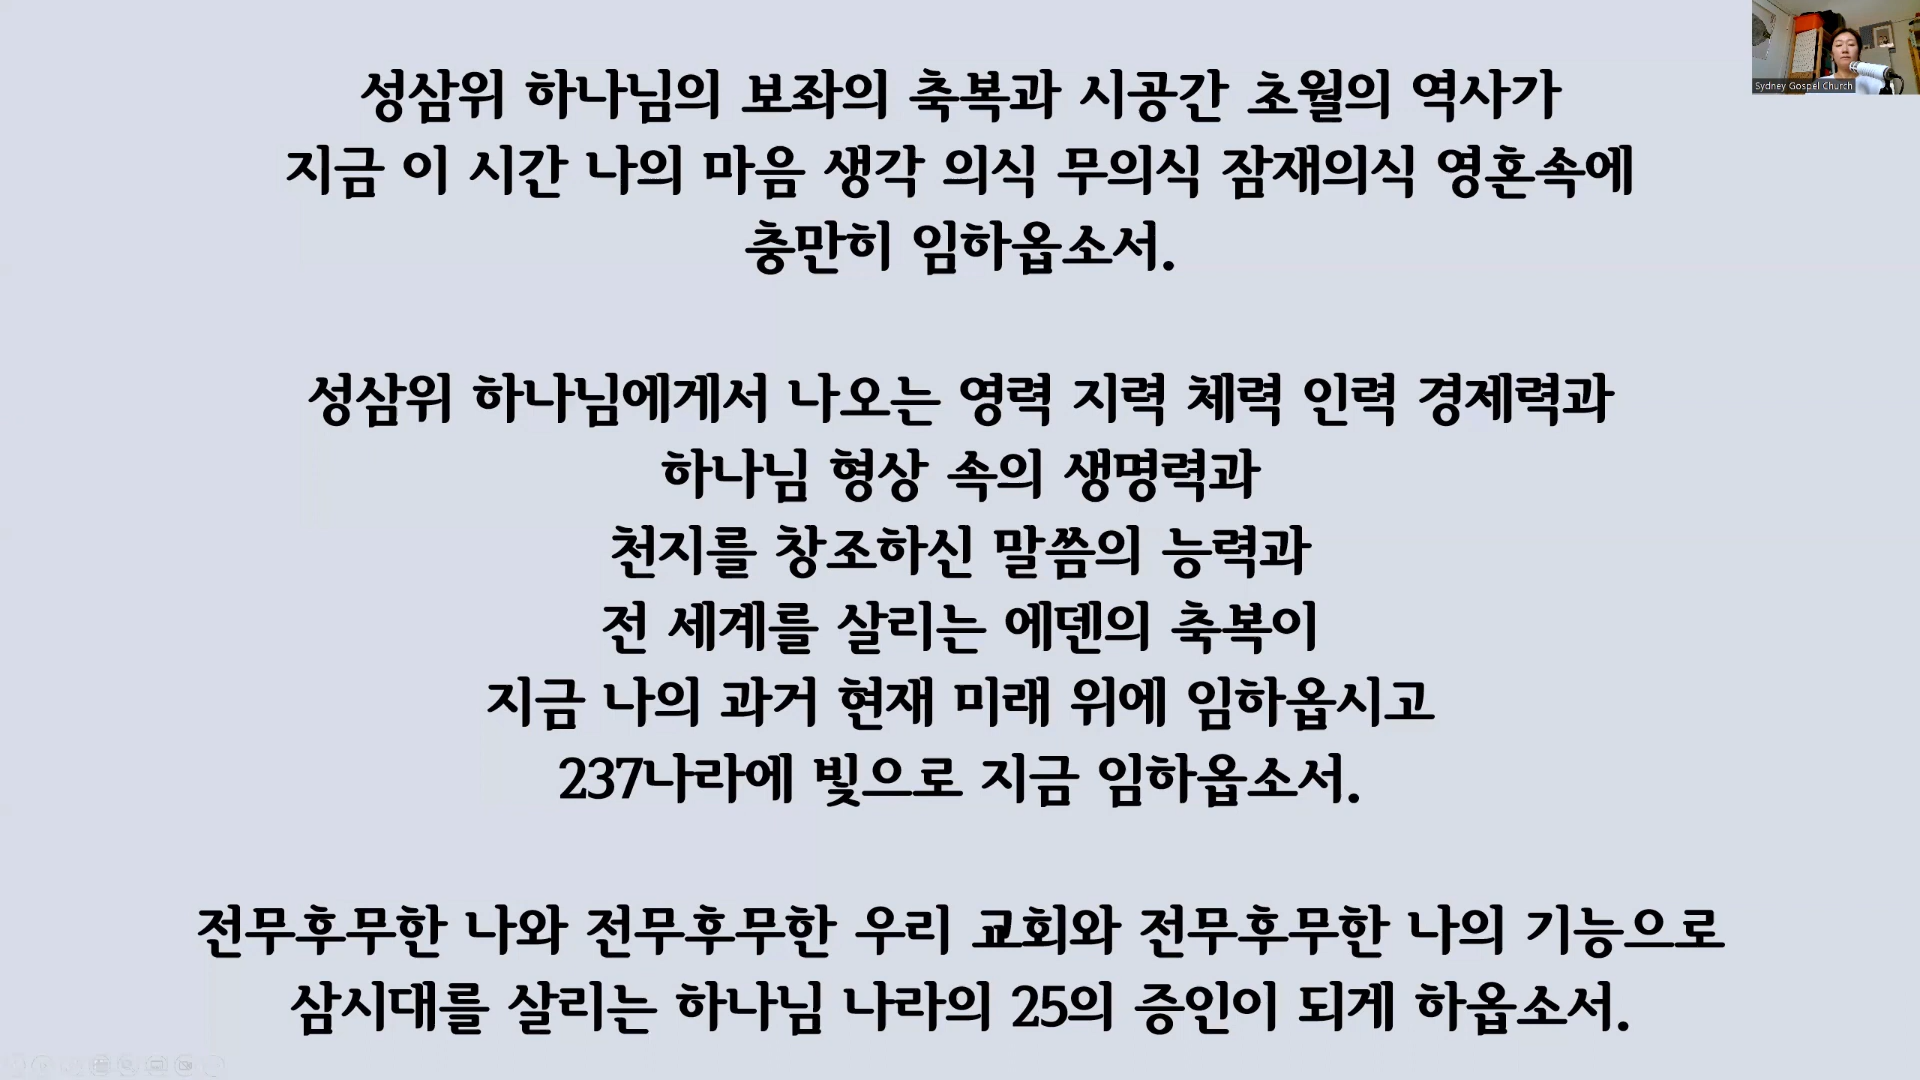 성삼위 하나님의 보좌의 축복과 시공간 초월의 역사가
지금 이 시간 나의 마음 생각 의식 무의식 잠재의식 영혼속에
충만히 임하옵소서.
성삼위 하나님에게서 나오는 영력 지력 체력 인력 경제력과
하나님 형상 속의 생명력과
천지를 창조하신 말씀의 능력과
전 세계를 살리는 에덴의 축복이
지금 나의 과거 현재 미래 위에 임하옵시고
237나라에 빛으로 지금 임하옵소서.
전무후무한 나와 전무후무한 우리 교회와 전무후무한 나의 기능으로
삼시대를 살리는 하나님 나라의 25의 증인이 되게 하옵소서.
Sydney Gospel Church